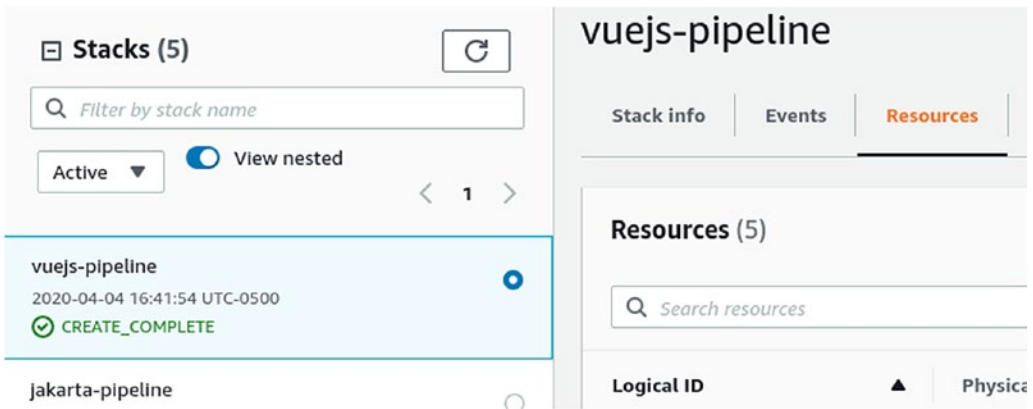 Stacks (5)
Filter by stack name
Active
View nested
1
vuejs-pipeline
2020-04-04 16:41:54 UTC-0500
CREATE_COMPLETE
jakarta-pipeline
vuejs-pipeline
Stack info
Events
Resources
Resources (5)
Search resources
Logical ID
Physica